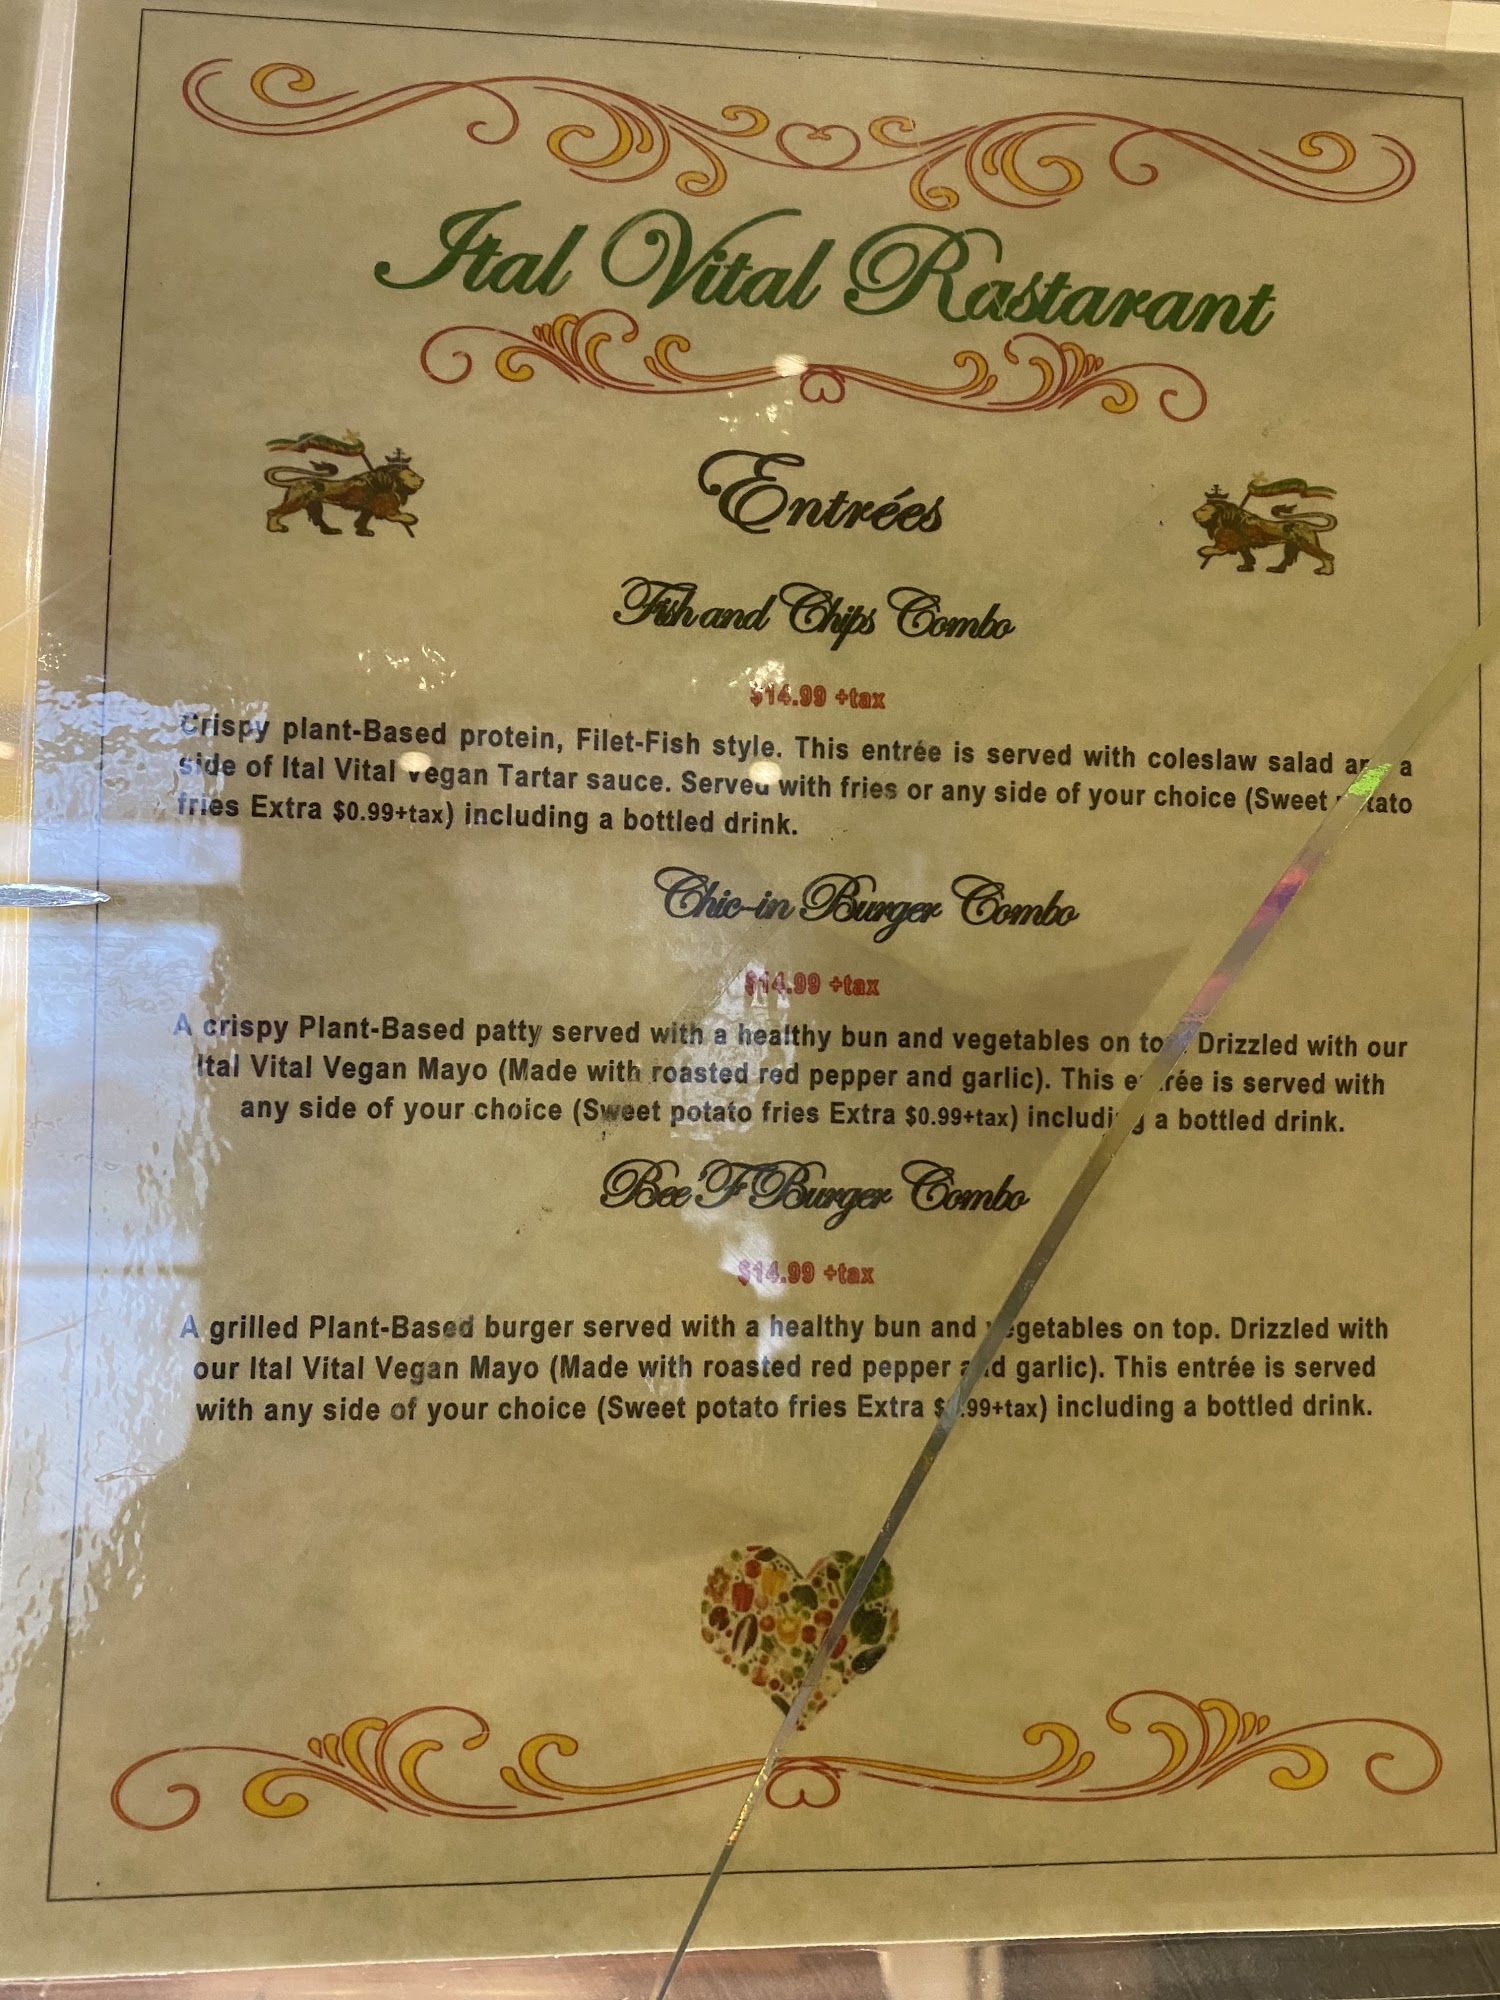 Ital Vital Rastarant
Entrées
Fish and Chips Combo
$14.99 +tax
Crispy plant-Based protein, Filet-Fish style. This entrée is served with coleslaw salad a
side of Ital Vital Vegan Tartar sauce. Served with fries or any side of your choice (Sweet
fries Extra $0.99+tax) including a bottled drink.
Chic-in Burger Combo
$14.99 +tax
A crispy Plant-Based patty served with a healthy bun and vegetables on Drizzled with our
Ital Vital Vegan Mayo (Made with roasted red pepper and garlic). This entrée is served with
any side of your choice (Sweet potato fries Extra $0.99+tax) including a bottled drink.
Bee'F Burger Combo
$14.99 +tax
A grilled Plant-Based burger served with a healthy bun and vegetables on top. Drizzled with
our Ital Vital Vegan Mayo (Made with roasted red pepper and garlic). This entrée is served
with any side of your choice (Sweet potato fries Extra including a bottled drink.